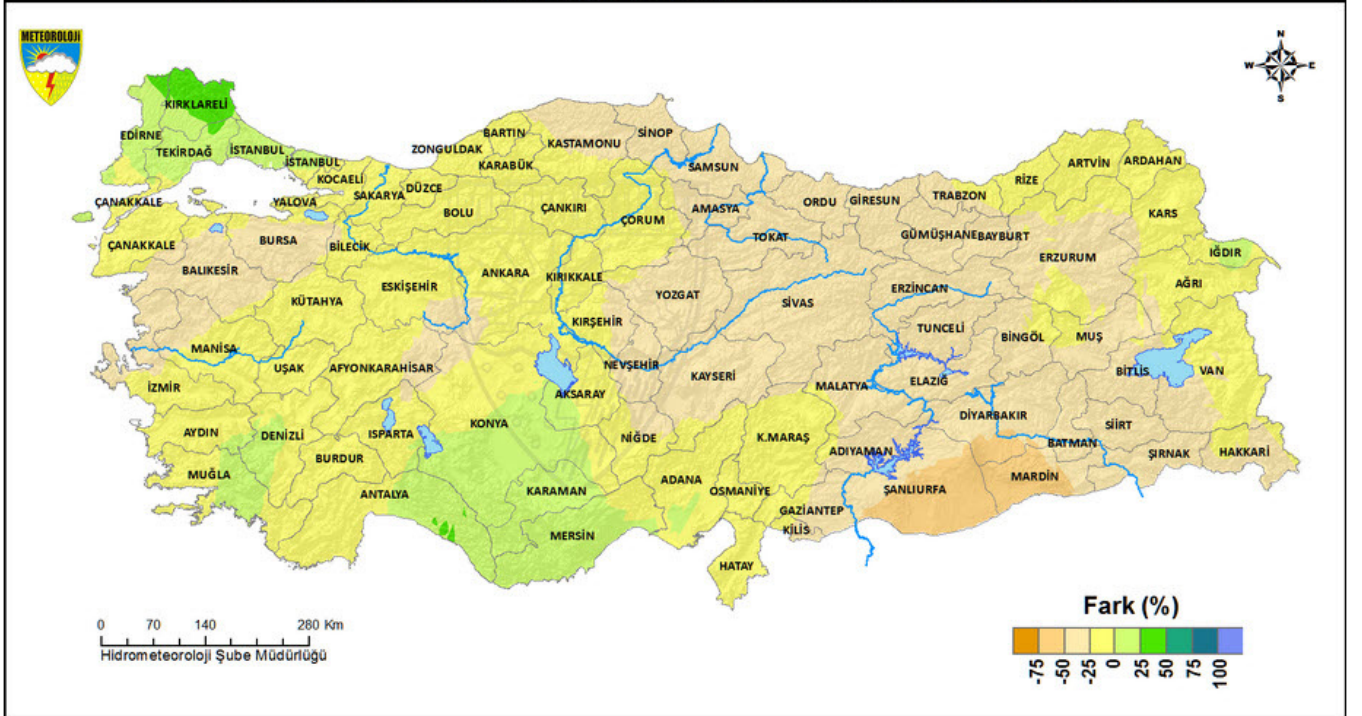 METEOROLOJİ
N
W E
S
KIRKLARELİ
EDİRNE
TEKİRDAĞ
İSTANBUL
İSTANBUL
KOCAELİ
YALOVA
SAKARYA
DÜZCE
ZONGULDAK
BARTIN
KARABÜK
KASTAMONU
SİNOP
SAMSUN
ÇANAKKALE
ÇANAKKALE
BURSA
BİLECİK
BOLU
ÇANKIRI
ÇORUM
AMASYA
TOKAT
ORDU
GİRESUN
TRABZON
RİZE
ARTVİN
ARDAHAN
KARS
GÜMÜŞHANE
BAYBURT
ERZURUM
IĞDIR
AĞRI
BALIKESİR
KÜTAHYA
ESKİŞEHİR
ANKARA
KIRIKKALE
YOZGAT
SİVAS
ERZİNCAN
TUNCELİ
BİNGÖL
MUŞ
BİTLİS
VAN
MANİSA
UŞAK
AFYONKARAHİSAR
KIRŞEHİR
NEVŞEHİR
KAYSERİ
MALATYA
ELAZIĞ
DİYARBAKIR
SİİRT
BATMAN
ŞIRNAK
HAKKARİ
İZMİR
AYDIN
DENİZLİ
ISPARTA
KONYA
AKSARAY
NİĞDE
K.MARAŞ
ADIYAMAN
MARDİN
MUĞLA
BURDUR
ANTALYA
KARAMAN
MERSİN
ADANA
OSMANİYE
GAZİANTEP
KİLİS
ŞANLIURFA
HATAY
0 70 140 280 Km
Hidrometeoroloji Şube Müdürlüğü
Fark (%)
-75 -50 -25 0 25 50 75 100